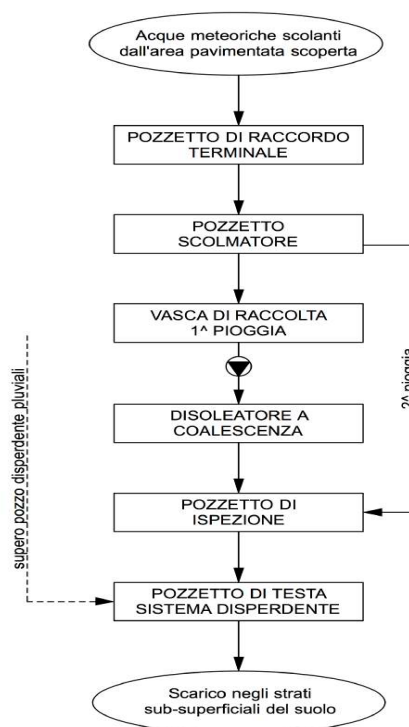 Acque meteoriche scolanti
dall'area pavimentata scoperta
POZZETTO DI RACCORDO
TERMINALE
POZZETTO
SCOLMATORE
VASCA DI RACCOLTA
1^ PIOGGIA
2^ pioggia
supero pozzo disperdente pluviali
DISOLEATORE A
COALESCENZA
POZZETTO DI
ISPEZIONE
POZZETTO DI TESTA
SISTEMA DISPERDENTE
Scarico negli strati
sub-superficiali del suolo